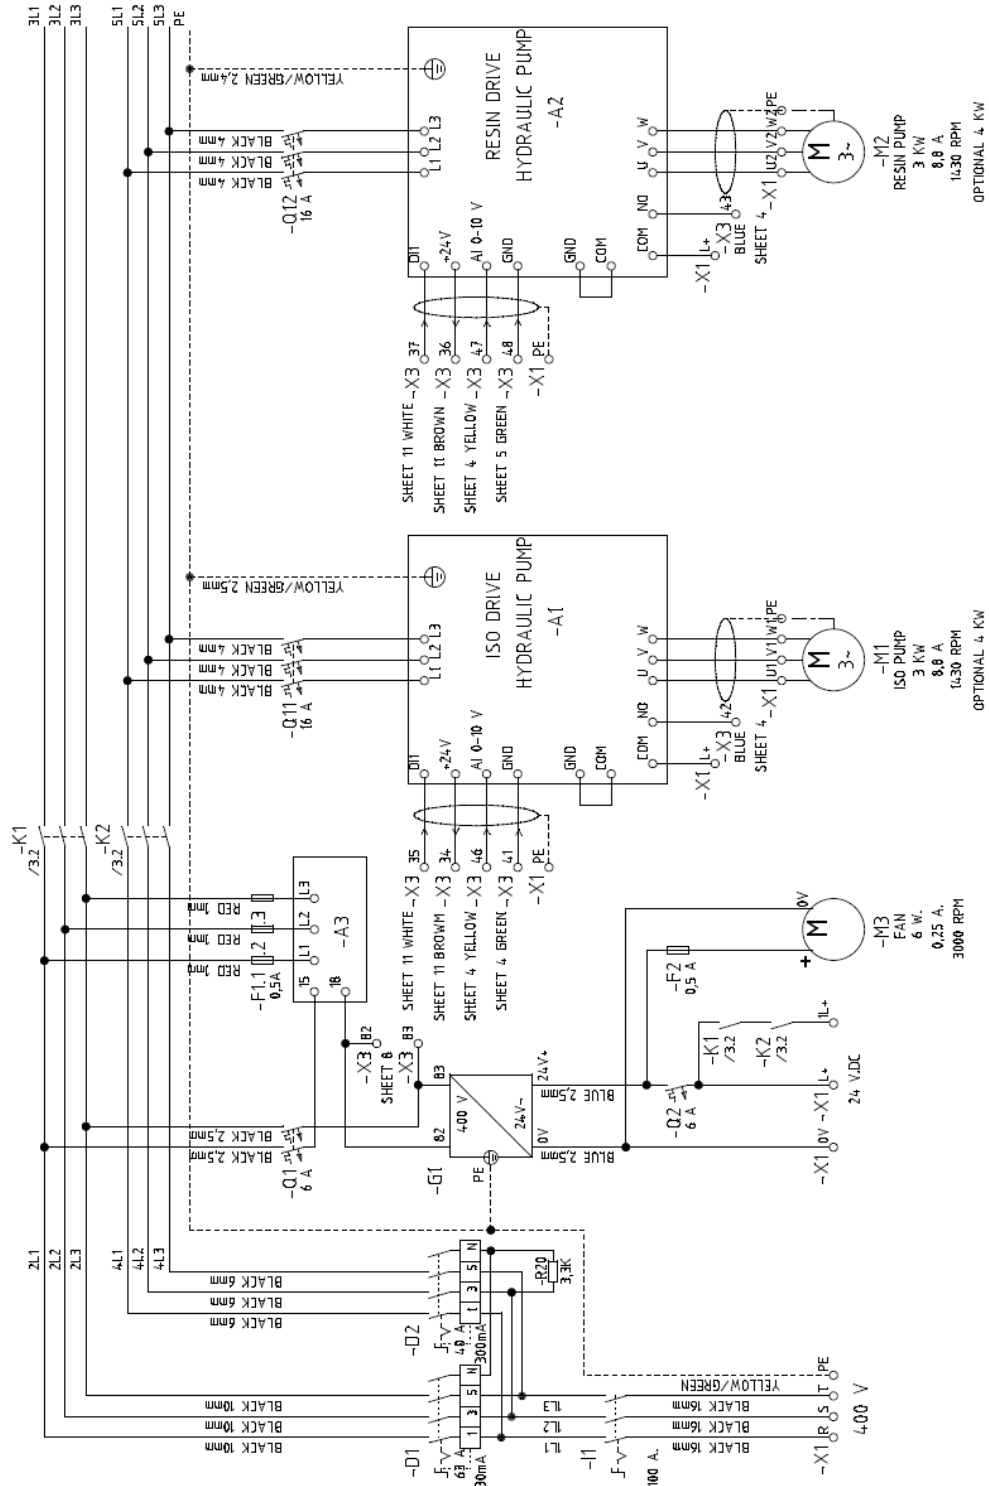 3L1
3L2
3L3
5L1
5L2
5L3
PE
YELLOW/GREEN 2,4mm
BLACK 4mm
BLACK 4mm
BLACK 4mm
-Q12
16 A
L1
L2
L3
RESIN DRIVE
HYDRAULIC PUMP
-A2
DI1
+24V
AI 0-10 V
GND
GND
COM
COM
NO
U
V
W
SHEET 11 WHITE
-X3
37
SHEET 11 BROWN
-X3
36
SHEET 4 YELLOW
-X3
47
SHEET 5 GREEN
-X3
48
-X1
PE
-X1
L+
-X3
43
BLUE
SHEET 4
-X1
U2
V2
W2
PE
M
3~
-M2
RESIN PUMP
3 KW
8,8 A
1430 RPM
OPTIONAL 4 KW
YELLOW/GREEN 2,5mm
BLACK 4mm
BLACK 4mm
BLACK 4mm
-Q11
16 A
L1
L2
L3
ISO DRIVE
HYDRAULIC PUMP
-A1
DI1
+24V
AI 0-10 V
GND
GND
COM
COM
NO
U
V
W
SHEET 11 WHITE
-X3
35
SHEET 11 BROWM
-X3
34
SHEET 4 YELLOW
-X3
46
SHEET 4 GREEN
-X3
41
-X1
PE
-X1
L+
-X3
42
BLUE
SHEET 4
-X1
U1
V1
W1
PE
M
3~
-M1
ISO PUMP
3 KW
8,8 A
1430 RPM
OPTIONAL 4 KW
-K1
/3.2
-K2
/3.2
RED 1mm
RED 1mm
RED 1mm
-F1.1
.2
.3
0,5A
L1
L2
L3
-A3
15
18
-X3
B2
SHEET 8
-X3
B3
BLACK 2,5mm
BLACK 2,5mm
-Q1
6 A
-G1
B2
B3
400 V
24V~
PE
0V
24V+
BLUE 2,5mm
BLUE 2,5mm
-Q2
6 A
-F2
0,5 A
-K1
/3.2
-K2
/3.2
+
0V
M
-M3
FAN
6 W.
0,25 A.
3000 RPM
-X1
0V
-X1
L+
1L+
24 V.DC
2L1
2L2
2L3
4L1
4L2
4L3
BLACK 6mm
BLACK 6mm
BLACK 6mm
-D2
40 A
300mA
1
3
5
N
-R20
3,3K
BLACK 10mm
BLACK 10mm
BLACK 10mm
-D1
63 A
30mA
1
3
5
N
1L1
1L2
1L3
-I1
100 A.
BLACK 16mm
BLACK 16mm
BLACK 16mm
YELLOW/GREEN
-X1
R
S
T
PE
400 V